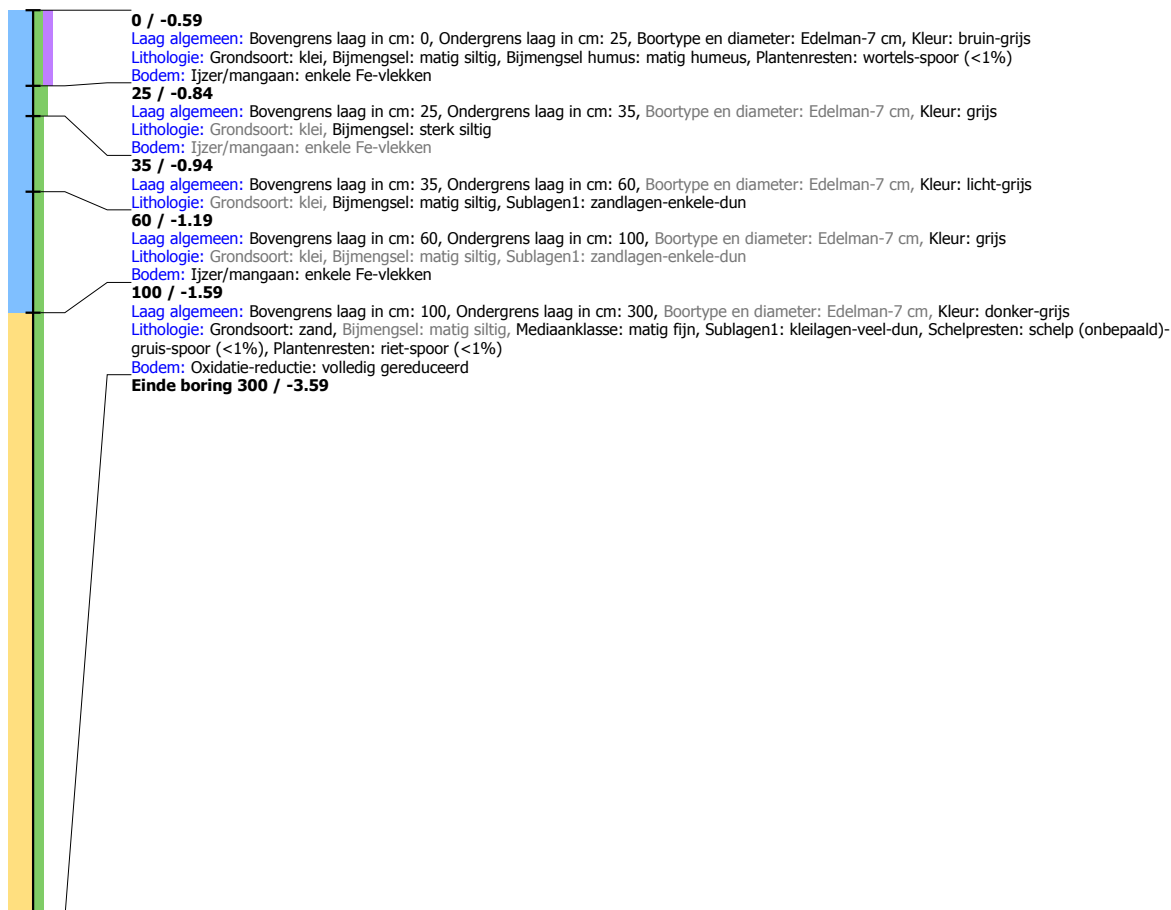 0 / -0.59
Laag algemeen: Bovengrens laag in cm: 0, Ondergrens laag in cm: 25, Boortype en diameter: Edelman-7 cm, Kleur: bruin-grijs
Lithologie: Grondsoort: klei, Bijmengsel: matig siltig, Bijmengsel humus: matig humeus, Plantenresten: wortels-spoor (<1%)
Bodem: Ijzer/mangaan: enkele Fe-vlekken
25 / -0.84
Laag algemeen: Bovengrens laag in cm: 25, Ondergrens laag in cm: 35, Boortype en diameter: Edelman-7 cm, Kleur: grijs
Lithologie: Grondsoort: klei, Bijmengsel: sterk siltig
Bodem: Ijzer/mangaan: enkele Fe-vlekken
35 / -0.94
Laag algemeen: Bovengrens laag in cm: 35, Ondergrens laag in cm: 60, Boortype en diameter: Edelman-7 cm, Kleur: licht-grijs
Lithologie: Grondsoort: klei, Bijmengsel: matig siltig, Sublagen1: zandlagen-enkele-dun
60 / -1.19
Laag algemeen: Bovengrens laag in cm: 60, Ondergrens laag in cm: 100, Boortype en diameter: Edelman-7 cm, Kleur: grijs
Lithologie: Grondsoort: klei, Bijmengsel: matig siltig, Sublagen1: zandlagen-enkele-dun
Bodem: Ijzer/mangaan: enkele Fe-vlekken
100 / -1.59
Laag algemeen: Bovengrens laag in cm: 100, Ondergrens laag in cm: 300, Boortype en diameter: Edelman-7 cm, Kleur: donker-grijs
Lithologie: Grondsoort: zand, Bijmengsel: matig siltig, Mediaanklasse: matig fijn, Sublagen1: kleilagen-veel-dun, Schelpresten: schelp (onbepaald)-
gruis-spoor (<1%), Plantenresten: riet-spoor (<1%)
Bodem: Oxidatie-reductie: volledig gereduceerd
Einde boring 300 / -3.59